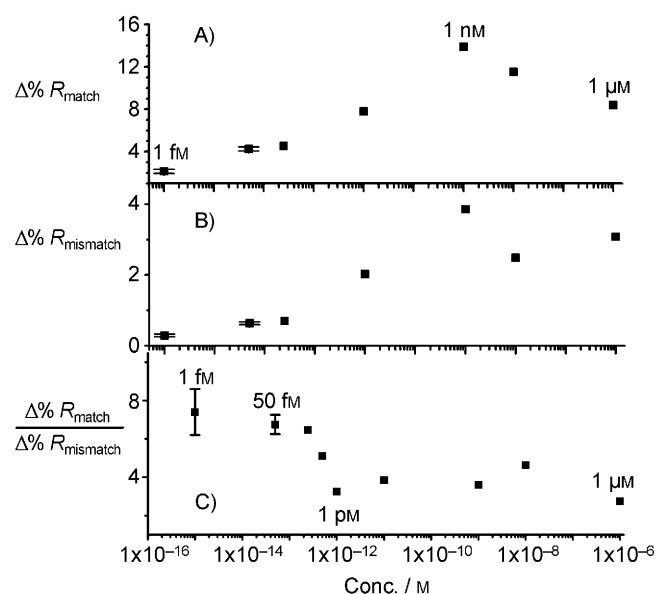 16
A)
1 nM
12
Δ% Rmatch
1 µM
8
1 fM
4
4
B)
Δ% Rmismatch
2
0
1 fM
8
50 fM
Δ% Rmatch
Δ% Rmismatch
4
1 µM
C)
1 pM
1x10–16 1x10–14 1x10–12 1x10–10 1x10–8 1x10–6
Conc. / M